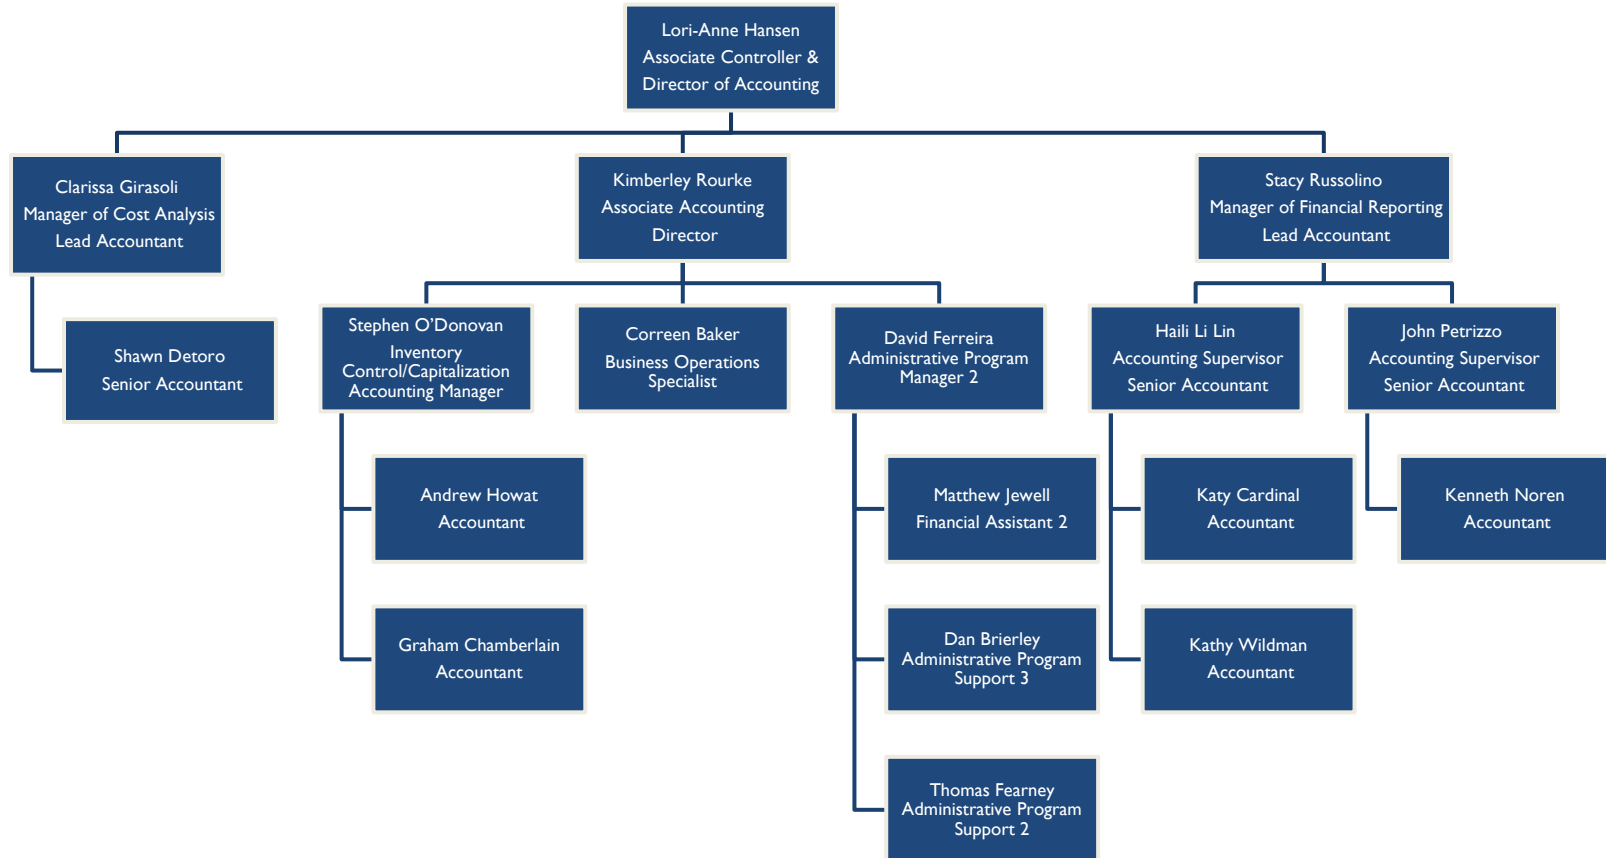 Lori-Anne Hansen
Associate Controller &
Director of Accounting
Clarissa Girasoli
Manager of Cost Analysis
Lead Accountant
Kimberley Rourke
Associate Accounting
Director
Stacy Russolino
Manager of Financial Reporting
Lead Accountant
Shawn Detoro
Senior Accountant
Stephen O’Donovan
Inventory
Control/Capitalization
Accounting Manager
Correen Baker
Business Operations
Specialist
David Ferreira
Administrative Program
Manager 2
Haili Li Lin
Accounting Supervisor
Senior Accountant
John Petrizzo
Accounting Supervisor
Senior Accountant
Andrew Howat
Accountant
Matthew Jewell
Financial Assistant 2
Katy Cardinal
Accountant
Kenneth Noren
Accountant
Graham Chamberlain
Accountant
Dan Brierley
Administrative Program
Support 3
Kathy Wildman
Accountant
Thomas Fearney
Administrative Program
Support 2